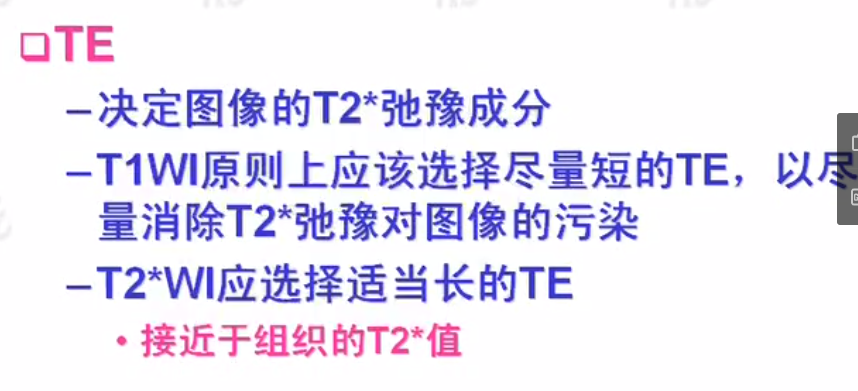 ❑TE
–决定图像的T2*弛豫成分
–T1WI原则上应该选择尽量短的TE，以尽
量消除T2*弛豫对图像的污染
–T2*WI应选择适当长的TE
•接近于组织的T2*值